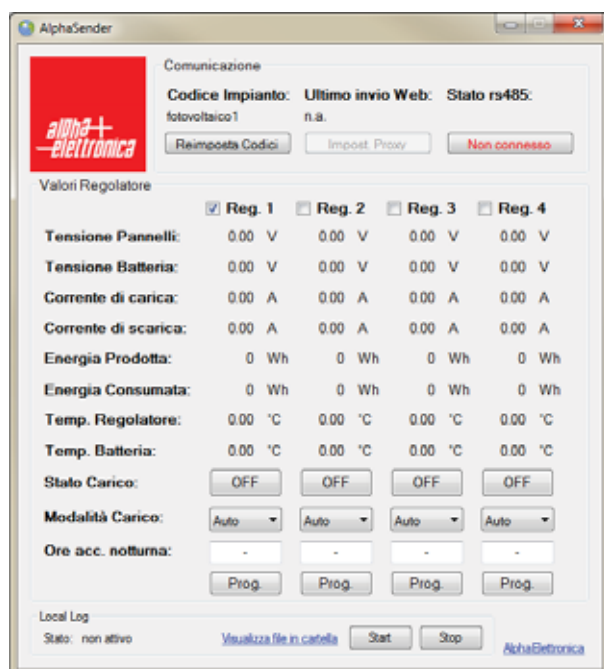 AlphaSender
Comunicazione
Codice Impianto: Ultimo invio Web: Stato rs485:
fotovoltaico1 n.a.
Reimposta Codici Impost. Proxy Non connesso
alpha+
elettronica
Valori Regolatore
Reg. 1 Reg. 2 Reg. 3 Reg. 4
Tensione Pannelli: 0.00 V 0.00 V 0.00 V 0.00 V
Tensione Batteria: 0.00 V 0.00 V 0.00 V 0.00 V
Corrente di carica: 0.00 A 0.00 A 0.00 A 0.00 A
Corrente di scarica: 0.00 A 0.00 A 0.00 A 0.00 A
Energia Prodotta: 0 Wh 0 Wh 0 Wh 0 Wh
Energia Consumata: 0 Wh 0 Wh 0 Wh 0 Wh
Temp. Regolatore: 0.00 °C 0.00 °C 0.00 °C 0.00 °C
Temp. Batteria: 0.00 °C 0.00 °C 0.00 °C 0.00 °C
Stato Carico: OFF OFF OFF OFF
Modalità Carico: Auto Auto Auto Auto
Ore acc. notturna: - - - -
Prog. Prog. Prog. Prog.
Local Log
Stato: non attivo Visualizza file in cartella Start Stop AlphaElettronica